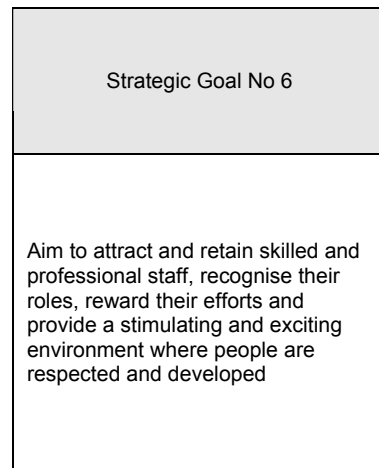 Strategic Goal No 6
Aim to attract and retain skilled and
professional staff, recognise their
roles, reward their efforts and
provide a stimulating and exciting
environment where people are
respected and developed